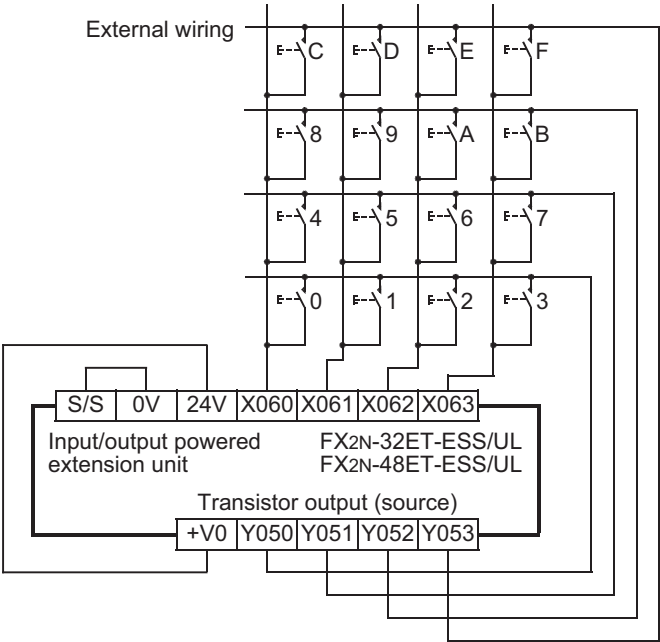 External wiring
C D E F
8 9 A B
4 5 6 7
0 1 2 3
S/S 0V 24V X060 X061 X062 X063
Input/output powered extension unit
FX2N-32ET-ESS/UL
FX2N-48ET-ESS/UL
Transistor output (source)
+V0 Y050 Y051 Y052 Y053